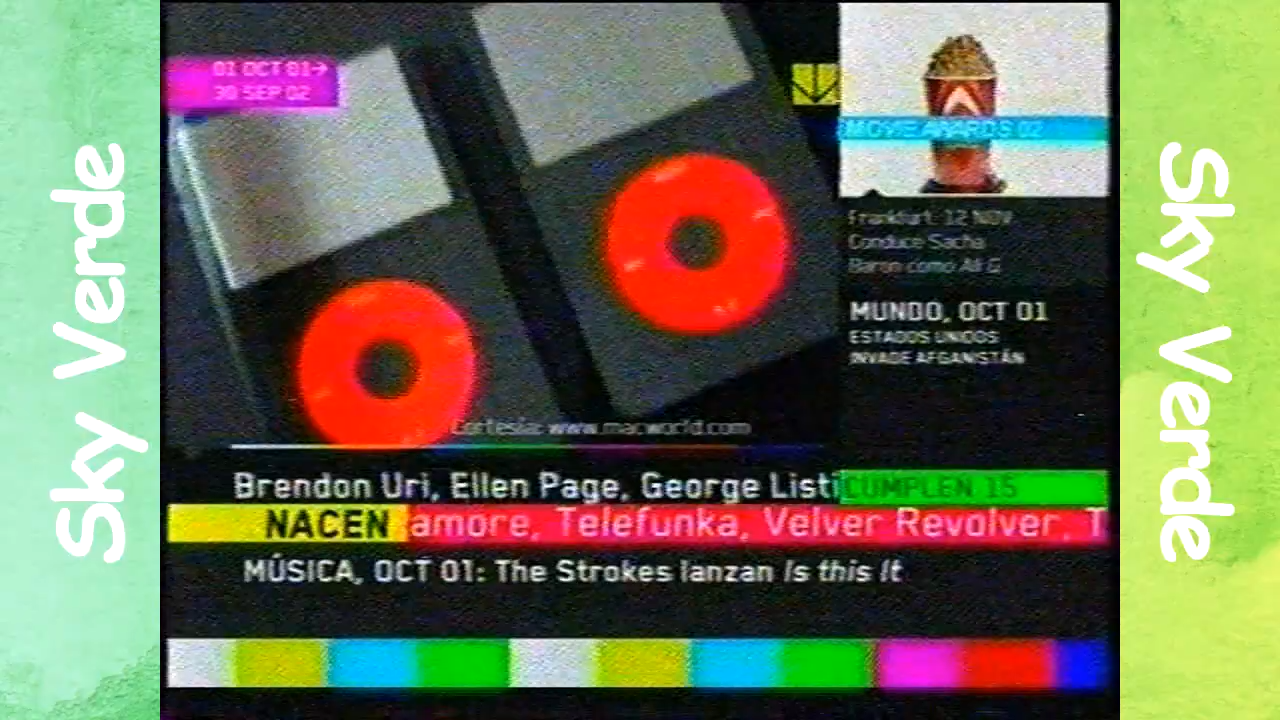 Sky Verde
01 OCT 01→
30 SEP 02
MOVIE AWARDS 02
Frankfurt: 12 NOV
Conduce Sacha
Baron como Ali G
MUNDO, OCT 01
ESTADOS UNIDOS
INVADE AFGANISTÁN
Cortesía: www.macworld.com
Brendon Uri, Ellen Page, George Listi
CUMPLEN 15
NACEN
amore, Telefunka, Velver Revolver, T
MÚSICA, OCT 01: The Strokes lanzan Is this It
Sky Verde